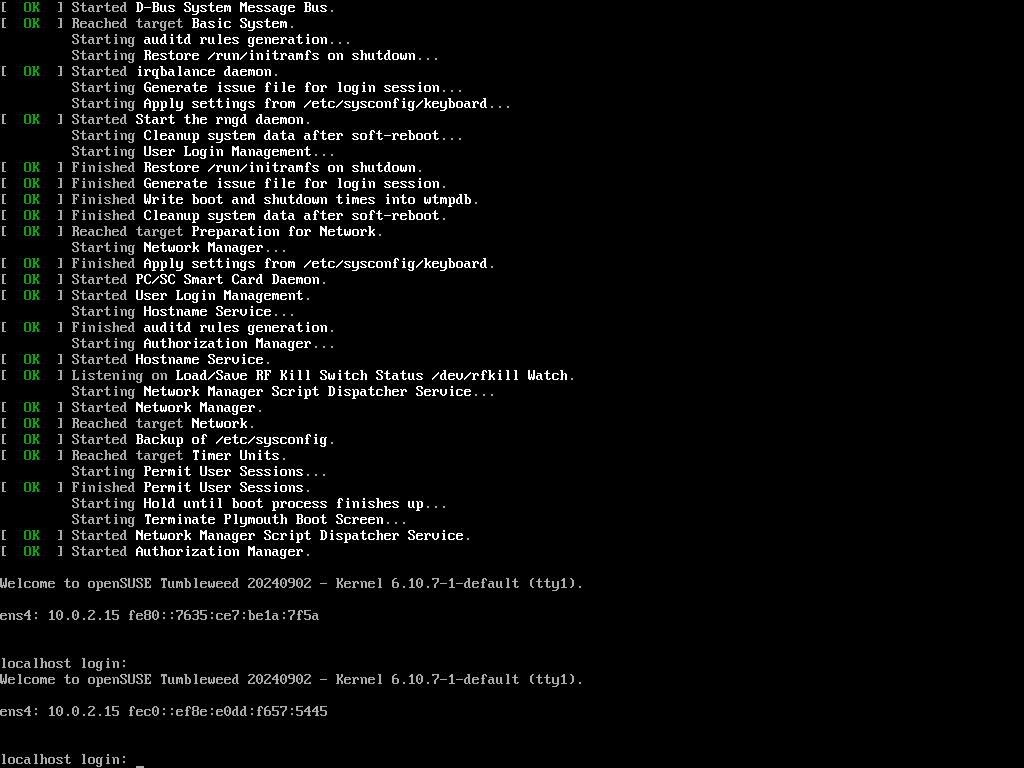 [  OK  ] Started D-Bus System Message Bus.
[  OK  ] Reached target Basic System.
         Starting auditd rules generation...
         Starting Restore /run/initramfs on shutdown...
[  OK  ] Started irqbalance daemon.
         Starting Generate issue file for login session...
         Starting Apply settings from /etc/sysconfig/keyboard...
[  OK  ] Started Start the rngd daemon.
         Starting Cleanup system data after soft-reboot...
         Starting User Login Management...
[  OK  ] Finished Restore /run/initramfs on shutdown.
[  OK  ] Finished Generate issue file for login session.
[  OK  ] Finished Write boot and shutdown times into wtmpdb.
[  OK  ] Finished Cleanup system data after soft-reboot.
[  OK  ] Reached target Preparation for Network.
         Starting Network Manager...
[  OK  ] Finished Apply settings from /etc/sysconfig/keyboard.
[  OK  ] Started PC/SC Smart Card Daemon.
[  OK  ] Started User Login Management.
         Starting Hostname Service...
[  OK  ] Finished auditd rules generation.
         Starting Authorization Manager...
[  OK  ] Started Hostname Service.
[  OK  ] Listening on Load/Save RF Kill Switch Status /dev/rfkill Watch.
         Starting Network Manager Script Dispatcher Service...
[  OK  ] Started Network Manager.
[  OK  ] Reached target Network.
[  OK  ] Started Backup of /etc/sysconfig.
[  OK  ] Reached target Timer Units.
         Starting Permit User Sessions...
[  OK  ] Finished Permit User Sessions.
         Starting Hold until boot process finishes up...
         Starting Terminate Plymouth Boot Screen...
[  OK  ] Started Network Manager Script Dispatcher Service.
[  OK  ] Started Authorization Manager.
Welcome to openSUSE Tumbleweed 20240902 - Kernel 6.10.7-1-default (tty1).
ens4: 10.0.2.15 fe80::7635:ce7:be1a:7f5a
localhost login:
Welcome to openSUSE Tumbleweed 20240902 - Kernel 6.10.7-1-default (tty1).
ens4: 10.0.2.15 fec0::ef8e:e0dd:f657:5445
localhost login: _